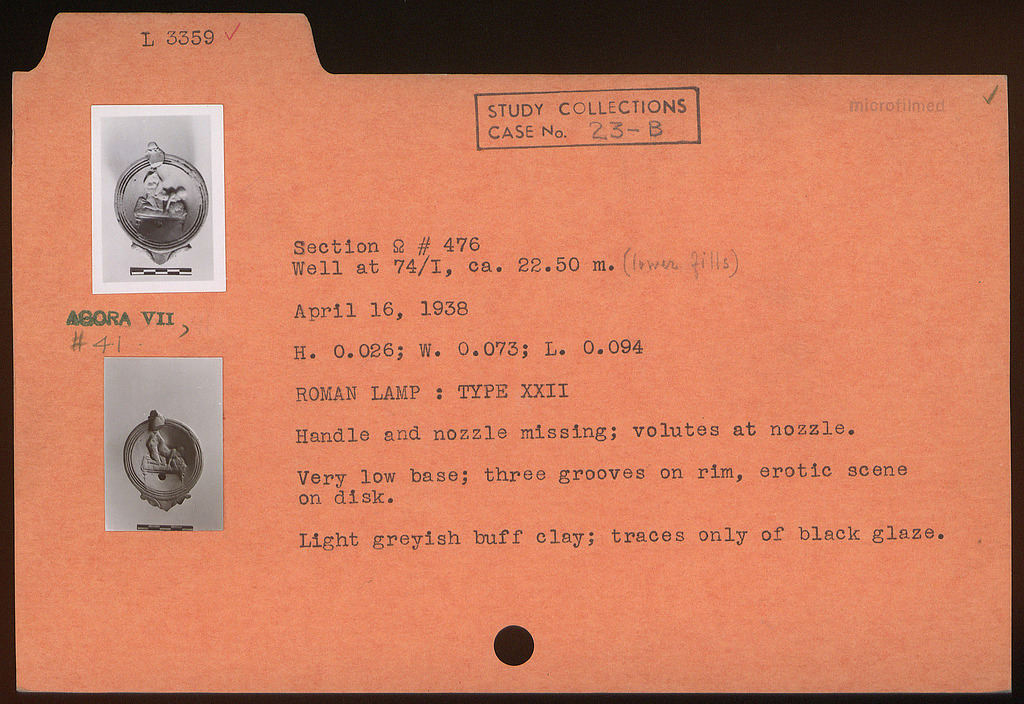 L 3359 ✓
STUDY COLLECTIONS
CASE No. 23-B
microfilmed ✓
Section Ω # 476
Well at 74/I, ca. 22.50 m. (lower fills)
AGORA VII,
# 41
April 16, 1938
H. 0.026; W. 0.073; L. 0.094
ROMAN LAMP : TYPE XXII
Handle and nozzle missing; volutes at nozzle.
Very low base; three grooves on rim, erotic scene
on disk.
Light greyish buff clay; traces only of black glaze.